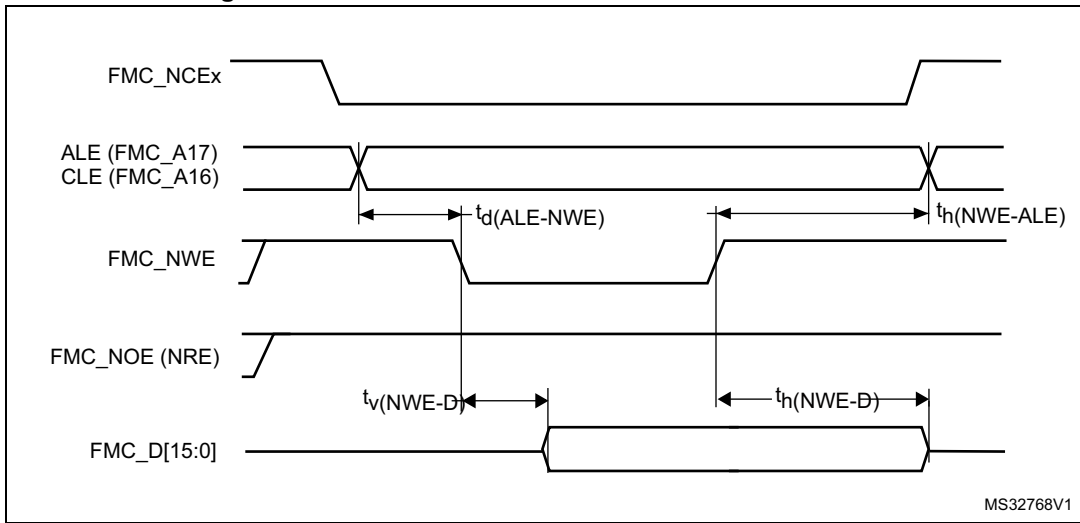 FMC_NCEx
ALE (FMC_A17)
CLE (FMC_A16)
td(ALE-NWE)
th(NWE-ALE)
FMC_NWE
FMC_NOE (NRE)
tv(NWE-D)
th(NWE-D)
FMC_D[15:0]
MS32768V1